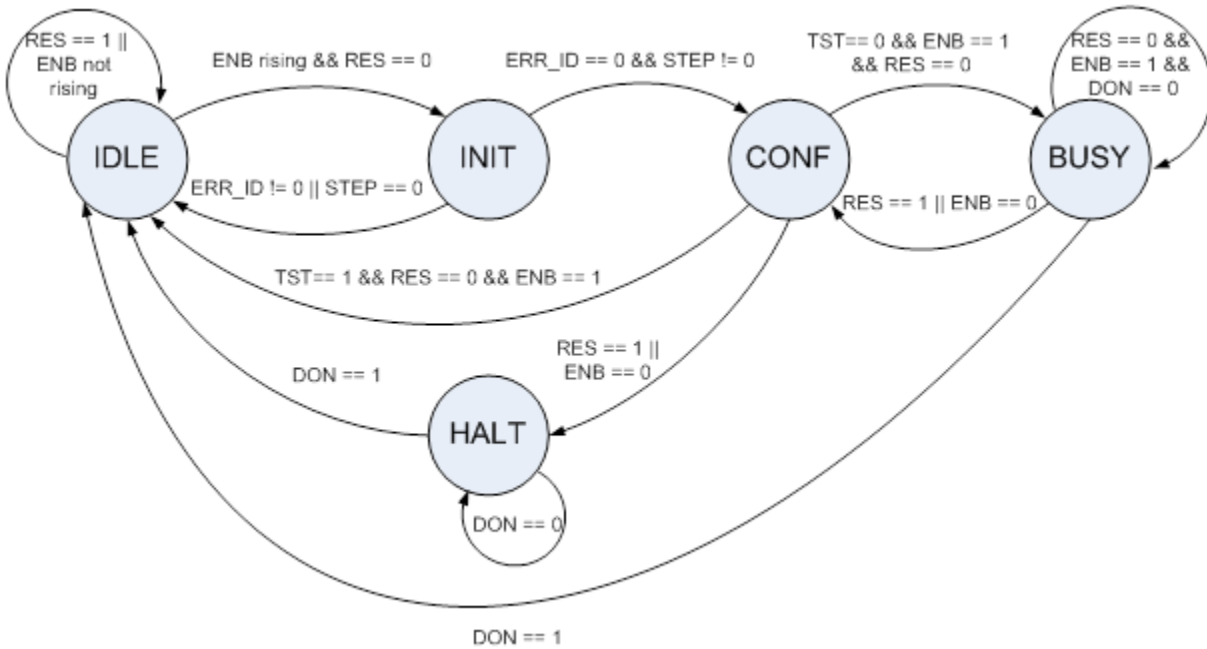 RES == 1 ||
ENB not
rising
ENB rising && RES == 0
ERR_ID == 0 && STEP != 0
TST== 0 && ENB == 1
&& RES == 0
RES == 0 &&
ENB == 1 &&
DON == 0
IDLE
INIT
CONF
BUSY
ERR_ID != 0 || STEP == 0
RES == 1 || ENB == 0
TST== 1 && RES == 0 && ENB == 1
RES == 1 ||
ENB == 0
DON == 1
HALT
DON == 0
DON == 1